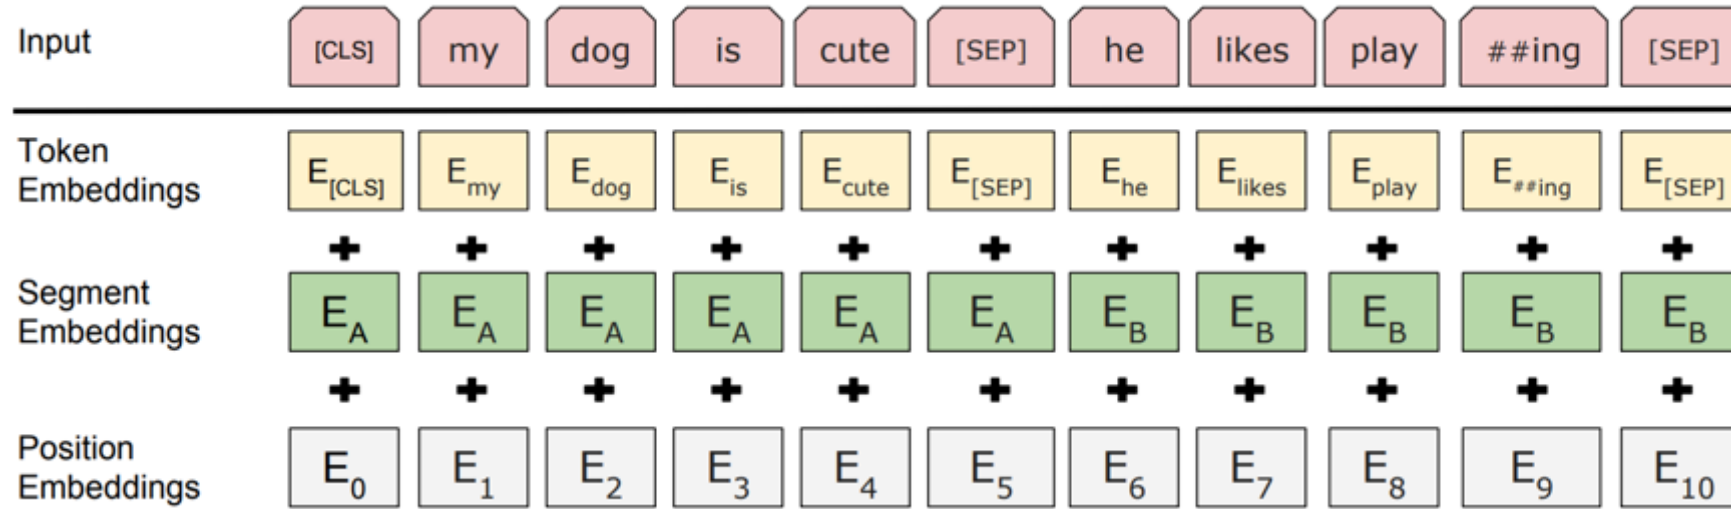 Input [CLS] my dog is cute [SEP] he likes play ##ing [SEP]
Token Embeddings E[CLS] Emy Edog Eis Ecute E[SEP] Ehe Elikes Eplay E##ing E[SEP]
+ + + + + + + + + + +
Segment Embeddings EA EA EA EA EA EA EB EB EB EB EB
+ + + + + + + + + + +
Position Embeddings E0 E1 E2 E3 E4 E5 E6 E7 E8 E9 E10